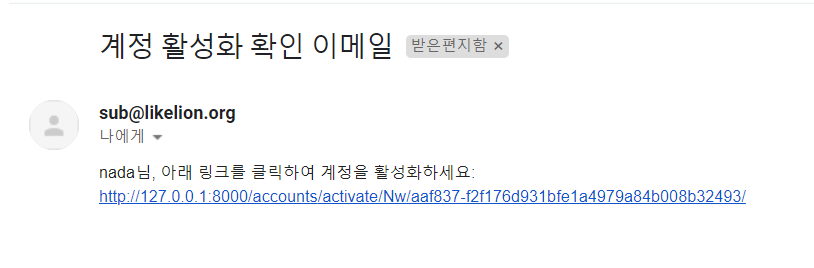 계정 활성화 확인 이메일 받은편지함 ×
sub@likelion.org
나에게
nada님, 아래 링크를 클릭하여 계정을 활성화하세요:
http://127.0.0.1:8000/accounts/activate/Nw/aaf837-f2f176d931bfe1a4979a84b008b32493/